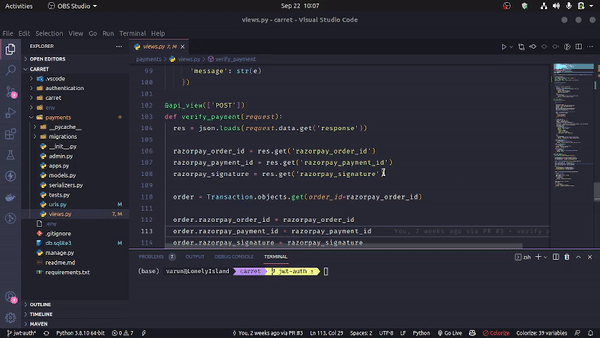 Activities
OBS Studio
Sep 22 10:07
views.py - carret - Visual Studio Code
File Edit Selection View Go Run Terminal Help
EXPLORER
views.py 7, M
payments > views.py > verify_payment
OPEN EDITORS
CARRET
.vscode
authentication
carret
env
payments
__pycache__
migrations
__init__.py
admin.py
apps.py
models.py
serializers.py
tests.py
urls.py M
views.py 7, M
.env
.gitignore
db.sqlite3 M
manage.py
readme.md
requirements.txt
OUTLINE
TIMELINE
MAVEN
99 'message': str(e)
100 })
101
102 @api_view(['POST'])
103 def verify_payment(request):
104 res = json.loads(request.data.get('response'))
105
106 razorpay_order_id = res.get('razorpay_order_id')
107 razorpay_payment_id = res.get('razorpay_payment_id')
108 razorpay_signature = res.get('razorpay_signature')
109
110 order = Transaction.objects.get(order_id=razorpay_order_id)
111
112 order.razorpay_order_id = razorpay_order_id
113 order.razorpay_payment_id = razorpay_payment_id You, 2 weeks ago via PR #3 • verify
114 order.razorpay_signature = razorpay_signature
PROBLEMS 7 OUTPUT DEBUG CONSOLE TERMINAL
zsh
(base) varun@LonelyIsland carret jwt-auth
jwt-auth* Python 3.8.10 64-bit 0 7 You, 2 weeks ago via PR #3 Ln 113, Col 29 Spaces: 2 UTF-8 LF Python Go Live Colorize Colorize: 39 variables